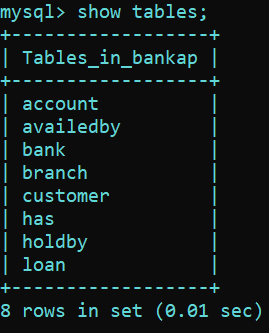 mysql> show tables;
+------------------+
| Tables_in_bankap |
+------------------+
| account          |
| availedby        |
| bank             |
| branch           |
| customer         |
| has              |
| holdby           |
| loan             |
+------------------+
8 rows in set (0.01 sec)